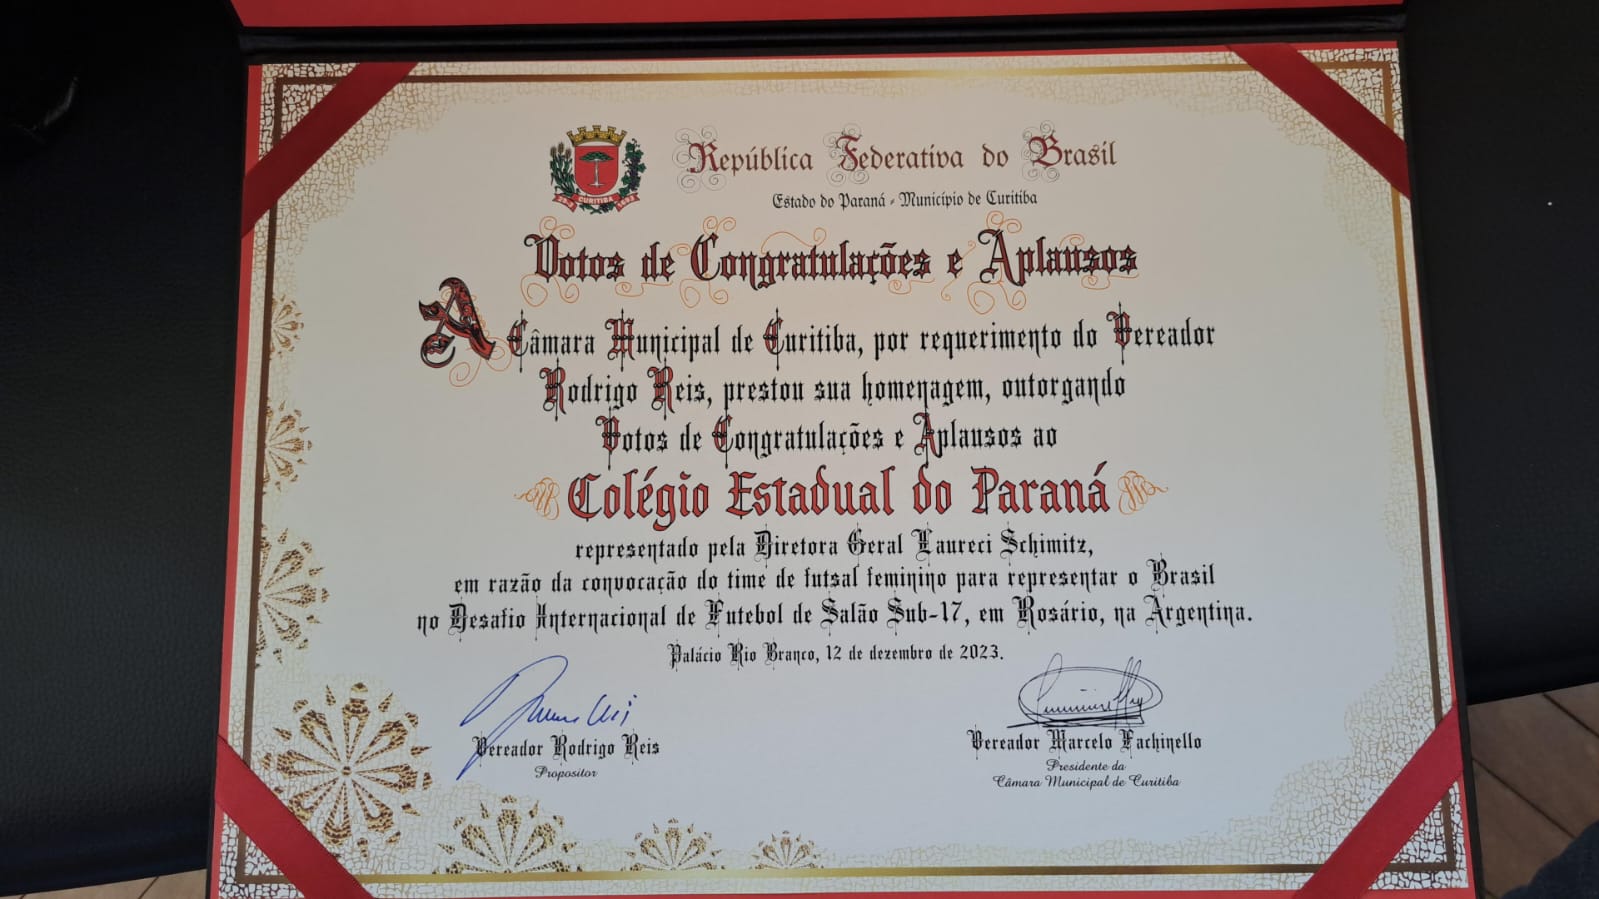 República Federativa do Brasil
Estado do Paraná - Município de Curitiba
29-3 CURITIBA 1693
Votos de Congratulações e Aplausos
A Câmara Municipal de Curitiba, por requerimento do Vereador
Rodrigo Reis, prestou sua homenagem, outorgando
Votos de Congratulações e Aplausos ao
Colégio Estadual do Paraná
representado pela Diretora Geral Laureci Schimitz,
em razão da convocação do time de futsal feminino para representar o Brasil
no Desafio Internacional de Futebol de Salão Sub-17, em Rosário, na Argentina.
Palácio Rio Branco, 12 de dezembro de 2023.
Vereador Rodrigo Reis
Propositor
Vereador Marcelo Fachinello
Presidente da
Câmara Municipal de Curitiba